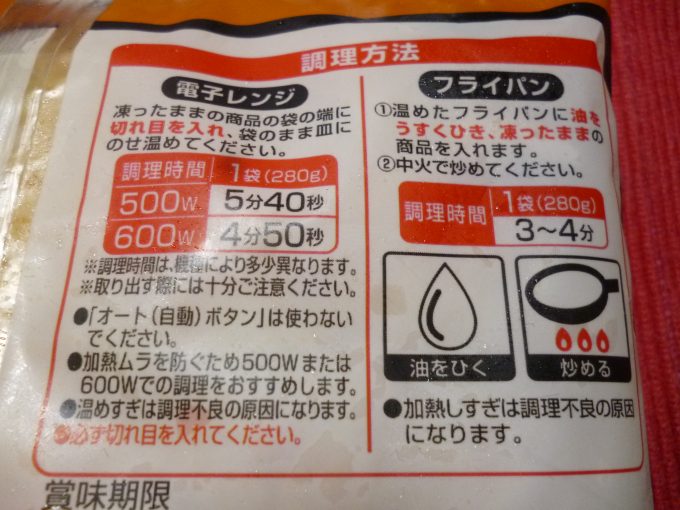 調理方法
電子レンジ
凍ったままの商品の袋の端に
切れ目を入れ、袋のまま皿に
のせ温めてください。
調理時間 1袋(280g)
500W 5分40秒
600W 4分50秒
※調理時間は、機種により多少異なります。
※取り出す際には十分ご注意ください。
●「オート(自動)ボタン」は使わない
でください。
●加熱ムラを防ぐため500Wまたは
600Wでの調理をおすすめします。
●温めすぎは調理不良の原因になります。
●必ず切れ目を入れてください。
フライパン
①温めたフライパンに油を
うすくひき、凍ったままの
商品を入れます。
②中火で炒めてください。
調理時間 1袋(280g)
3〜4分
油をひく
炒める
●加熱しすぎは調理不良の原因
になります。
賞味期限